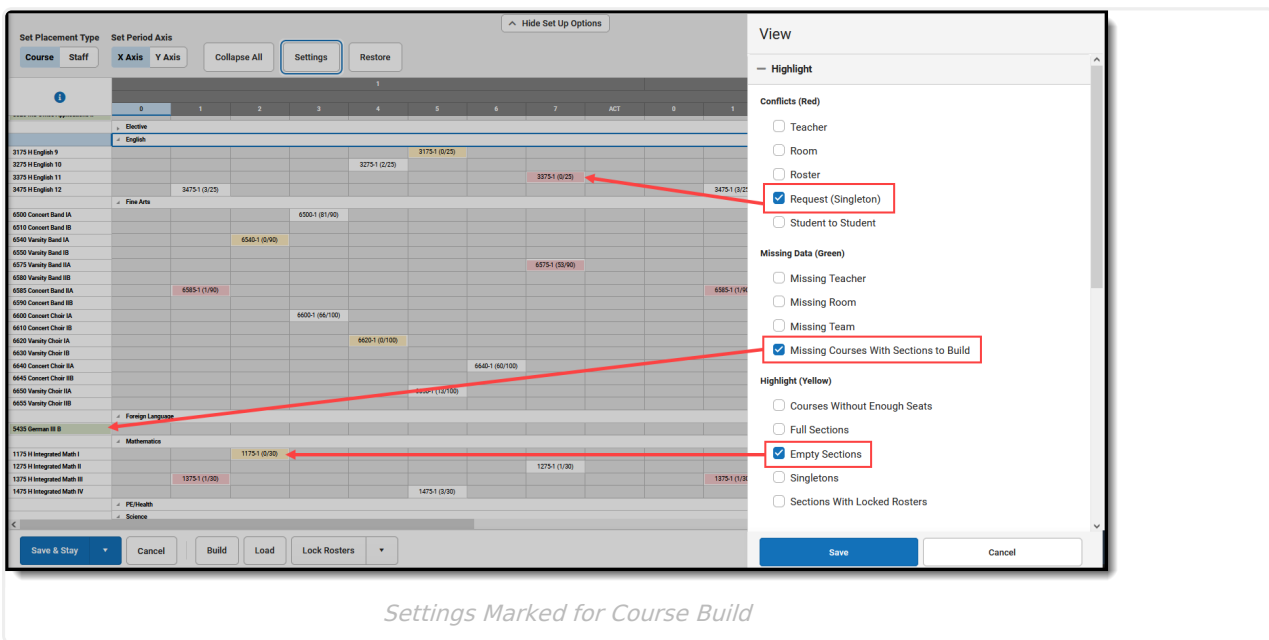 Hide Set Up Options
Set Placement Type Set Period Axis
Course Staff X Axis Y Axis Collapse All Settings Restore
1
0 1 2 3 4 5 6 7 ACT 0 1
Elective
English
3175 H English 9 3175-1 (0/25)
3275 H English 10 3275-1 (2/25)
3375 H English 11 3375-1 (0/25)
3475 H English 12 3475-1 (3/25) 3475-1 (3/25
Fine Arts
6500 Concert Band IA 6500-1 (81/90)
6510 Concert Band IB
6540 Varsity Band IA 6540-1 (0/90)
6550 Varsity Band IB
6575 Varsity Band IIA 6575-1 (53/90)
6580 Varsity Band IIB
6585 Concert Band IIA 6585-1 (1/90) 6585-1 (1/90
6590 Concert Band IIB
6600 Concert Choir IA 6600-1 (66/100)
6610 Concert Choir IB
6620 Varsity Choir IA 6620-1 (0/100)
6630 Varsity Choir IB
6640 Concert Choir IIA 6640-1 (60/100)
6645 Concert Choir IIB
6650 Varsity Choir IIA 6650-1 (13/100)
6655 Varsity Choir IIB
Foreign Language
5435 German III B
Mathematics
1175 H Integrated Math I 1175-1 (0/30)
1275 H Integrated Math II 1275-1 (1/30)
1375 H Integrated Math III 1375-1 (1/30) 1375-1 (1/30
1475 H Integrated Math IV 1475-1 (3/30)
PE/Health
Science
Save & Stay Cancel Build Load Lock Rosters
View
Highlight
Conflicts (Red)
Teacher
Room
Roster
Request (Singleton)
Student to Student
Missing Data (Green)
Missing Teacher
Missing Room
Missing Team
Missing Courses With Sections to Build
Highlight (Yellow)
Courses Without Enough Seats
Full Sections
Empty Sections
Singletons
Sections With Locked Rosters
Save Cancel
Settings Marked for Course Build